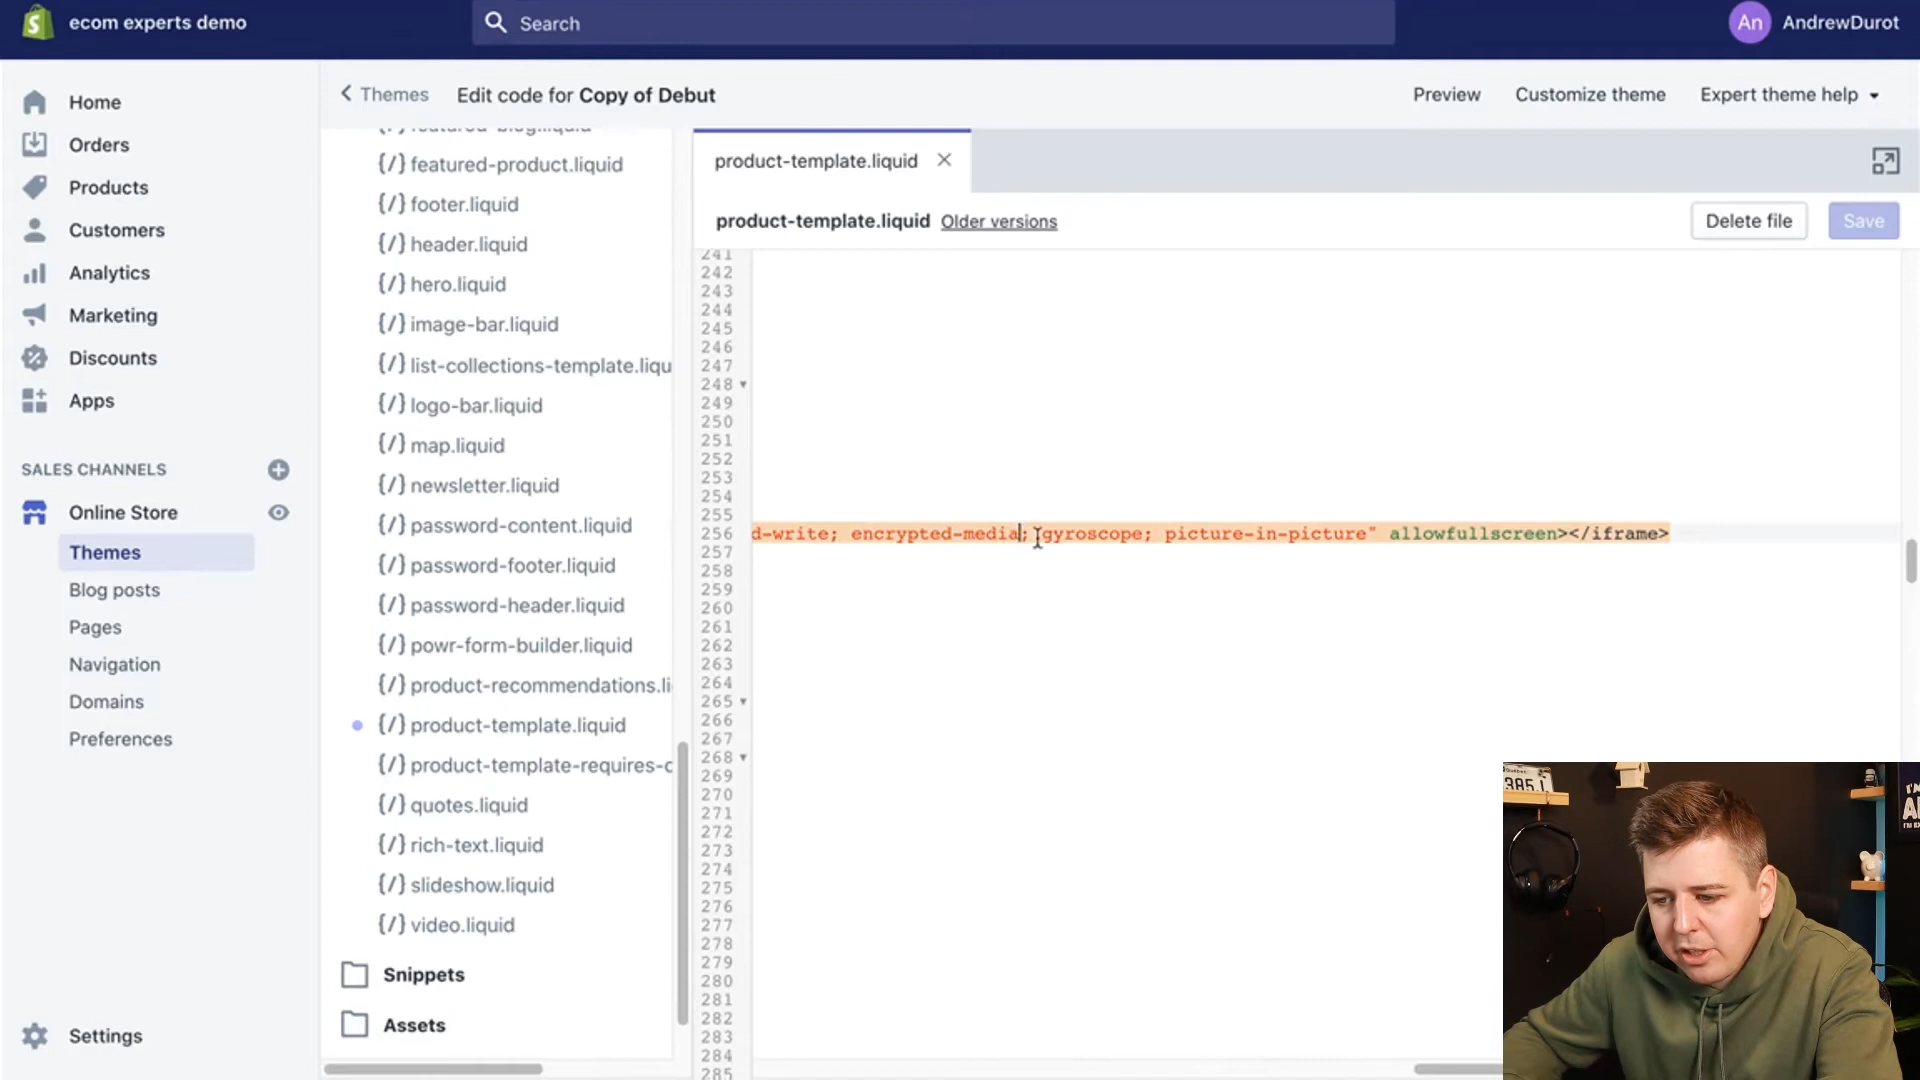 ecom experts demo
Search
An
AndrewDurot
Home
Orders
Products
Customers
Analytics
Marketing
Discounts
Apps
SALES CHANNELS
Online Store
Themes
Blog posts
Pages
Navigation
Domains
Preferences
Settings
Themes
Edit code for Copy of Debut
Preview
Customize theme
Expert theme help
{/} featured-blog.liquid
{/} featured-product.liquid
{/} footer.liquid
{/} header.liquid
{/} hero.liquid
{/} image-bar.liquid
{/} list-collections-template.liqu
{/} logo-bar.liquid
{/} map.liquid
{/} newsletter.liquid
{/} password-content.liquid
{/} password-footer.liquid
{/} password-header.liquid
{/} powr-form-builder.liquid
{/} product-recommendations.li
{/} product-template.liquid
{/} product-template-requires-c
{/} quotes.liquid
{/} rich-text.liquid
{/} slideshow.liquid
{/} video.liquid
Snippets
Assets
product-template.liquid
product-template.liquid Older versions
Delete file
Save
241
242
243
244
245
246
247
248
249
250
251
252
253
254
255
256 d-write; encrypted-media; gyroscope; picture-in-picture" allowfullscreen></iframe>
257
258
259
260
261
262
263
264
265
266
267
268
269
270
271
272
273
274
275
276
277
278
279
280
281
282
283
284
285